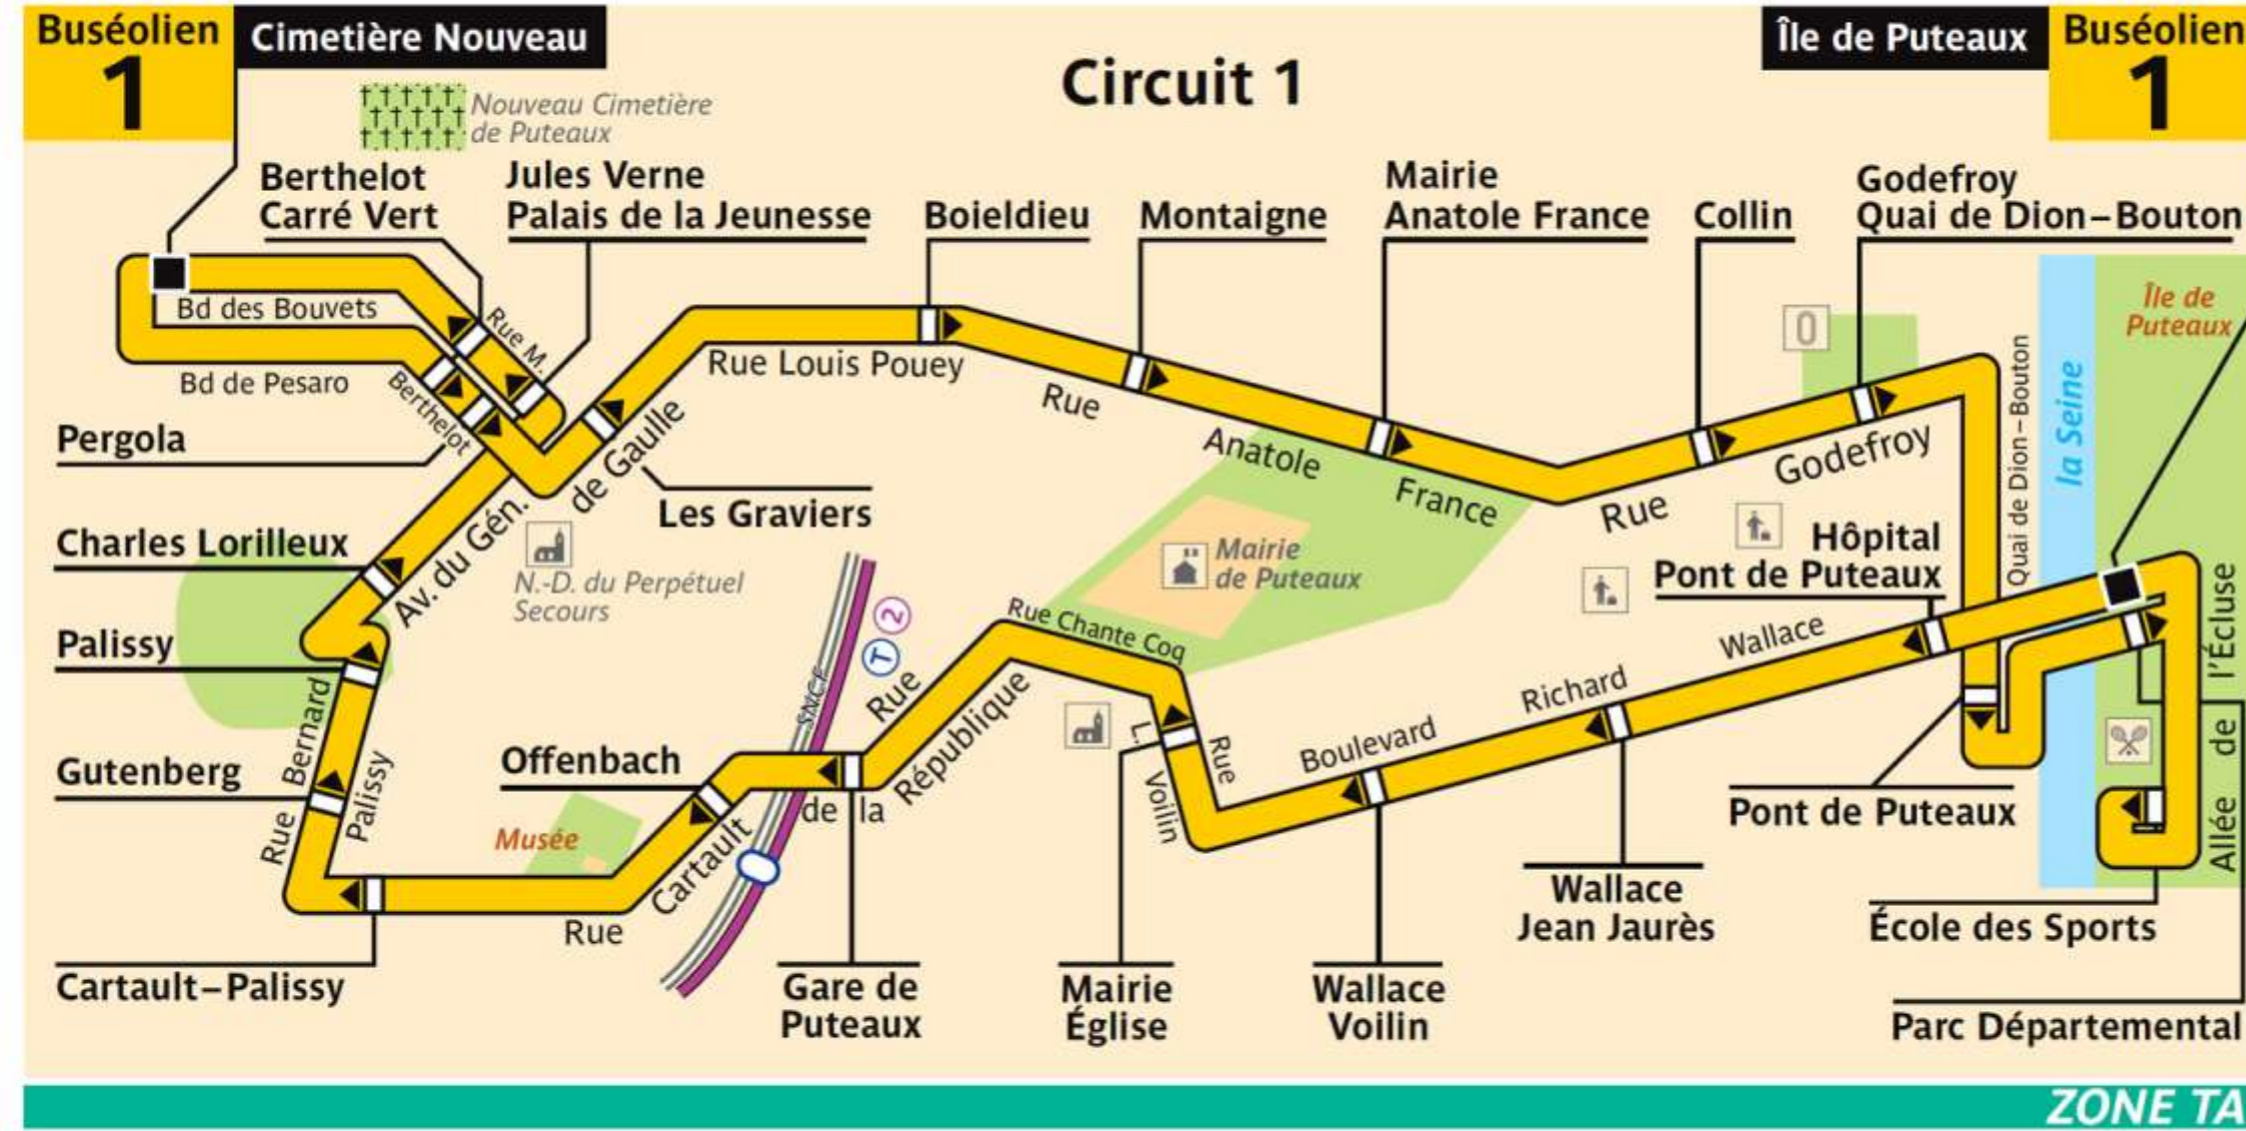 Buséolien
1
Cimetière Nouveau
Circuit 1
Île de Puteaux
Buséolien
1
Nouveau Cimetière
de Puteaux
Berthelot
Carré Vert
Jules Verne
Palais de la Jeunesse
Boieldieu
Montaigne
Mairie
Anatole France
Collin
Godefroy
Quai de Dion–Bouton
Bd des Bouvets
Rue M.
Bd de Pesaro
Berthelot
Rue Louis Pouey
Rue
Anatole
France
Rue
Godefroy
Quai de Dion–Bouton
la Seine
Île de
Puteaux
Pergola
Av. du Gén.
de Gaulle
Les Graviers
Charles Lorilleux
N.-D. du Perpétuel
Secours
Mairie
de Puteaux
Hôpital
Pont de Puteaux
Palissy
SNCF
T
2
Rue
de la
République
Rue Chante Coq
Boulevard
Richard
Wallace
Allée de l'Écluse
Rue Bernard
Palissy
Gutenberg
Offenbach
Musée
Rue
Cartault
Rue
L. Voilin
Pont de Puteaux
Cartault–Palissy
Gare de
Puteaux
Mairie
Église
Wallace
Voilin
Wallace
Jean Jaurès
École des Sports
Parc Départemental
ZONE TA